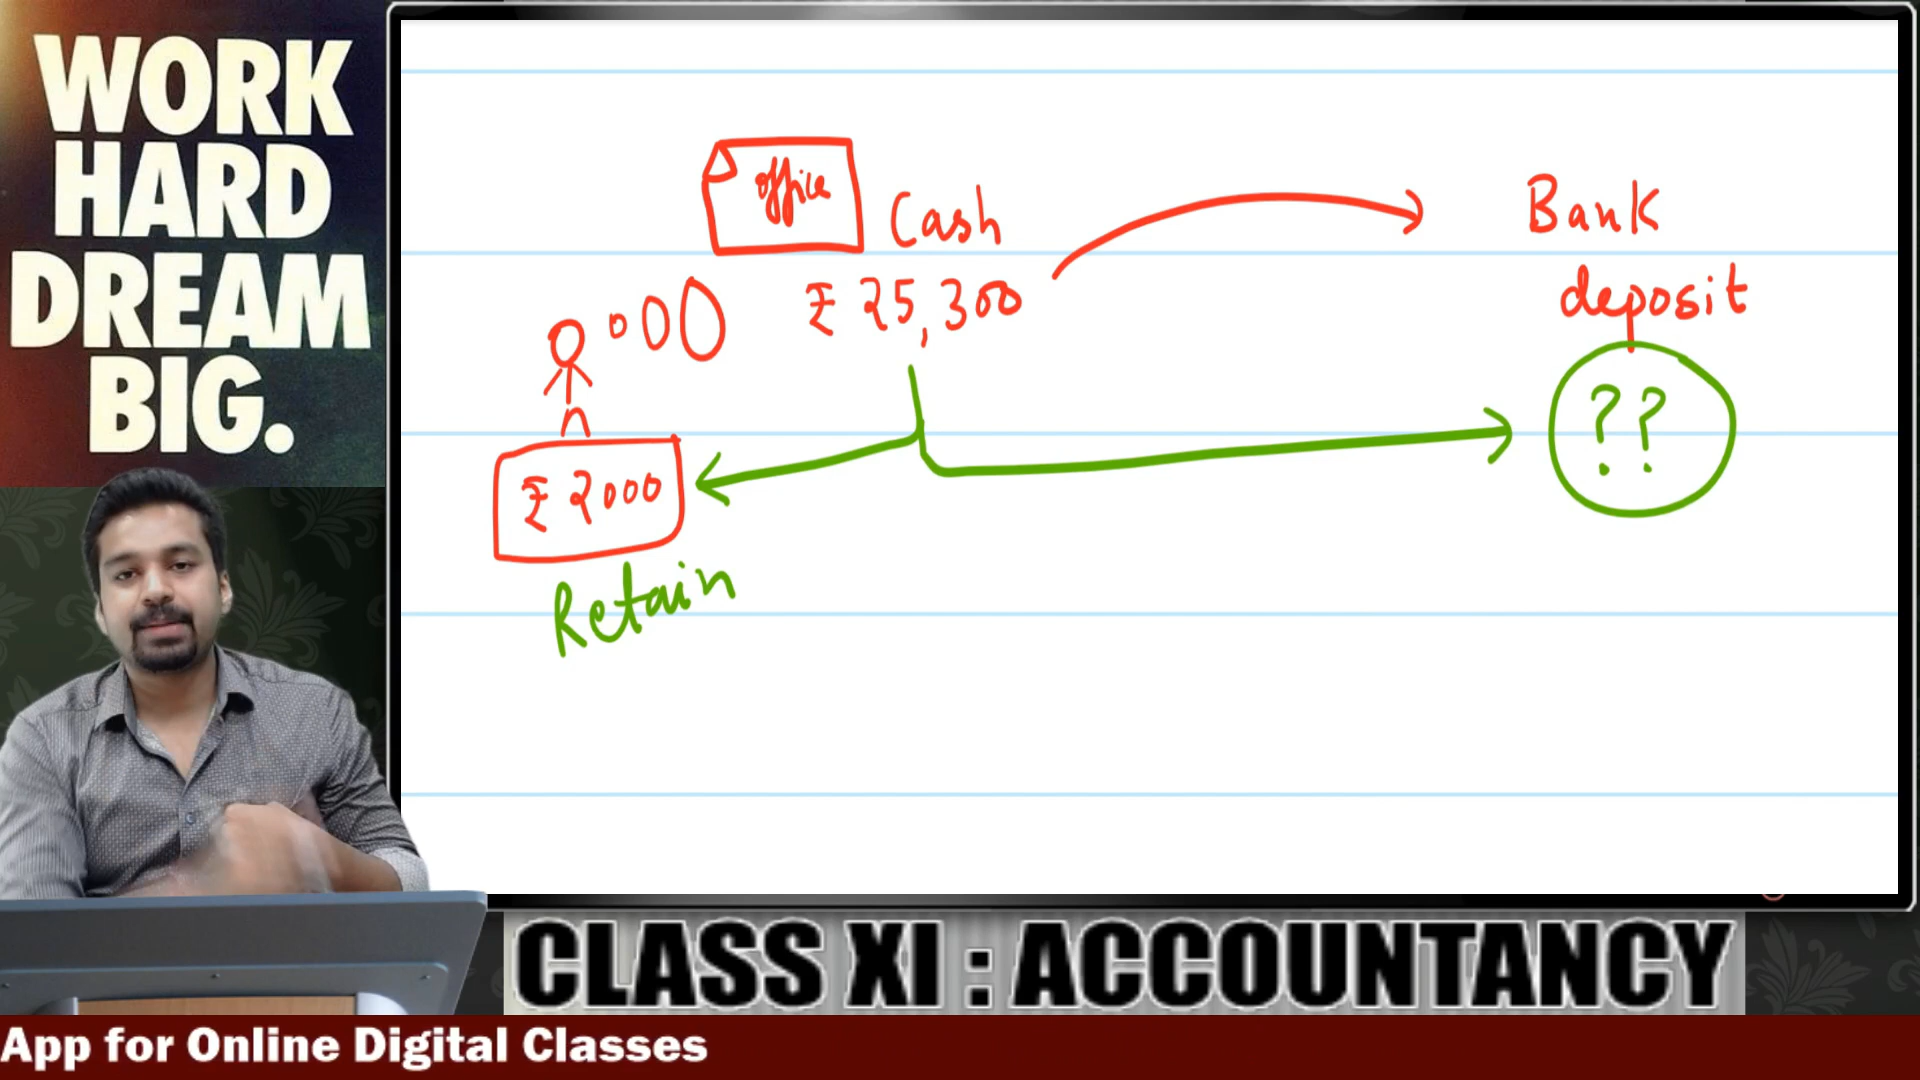 WORK
HARD
DREAM
BIG.
office
Cash
Bank
₹ 25,300
deposit
??
₹ 2000
Retain
CLASS XI : ACCOUNTANCY
App for Online Digital Classes